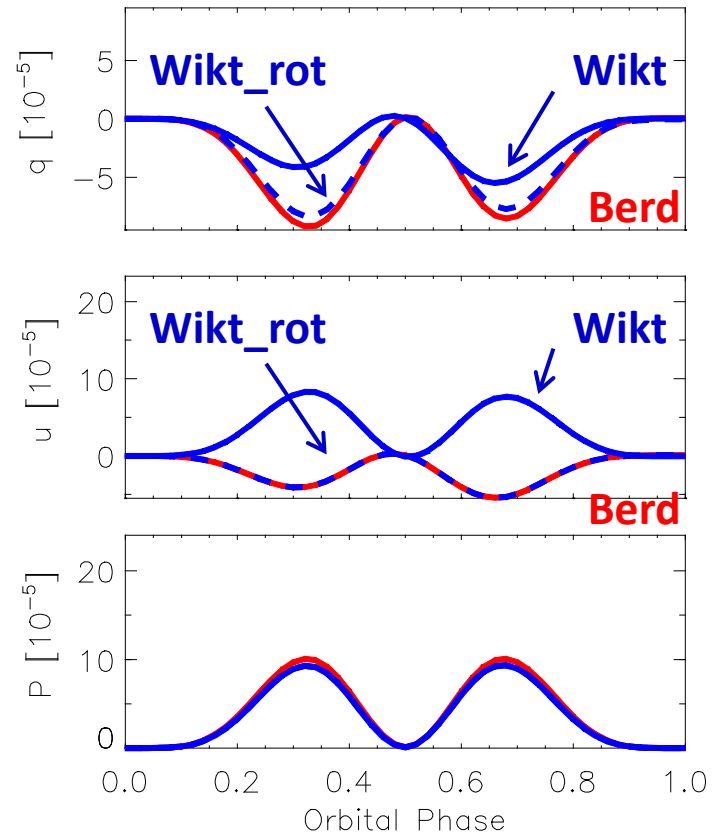 5
0
−5
q [10⁻⁵]
Wikt_rot
Wikt
Berd
20
10
0
u [10⁻⁵]
Wikt_rot
Wikt
Berd
20
10
0
P [10⁻⁵]
0.0 0.2 0.4 0.6 0.8 1.0
Orbital Phase